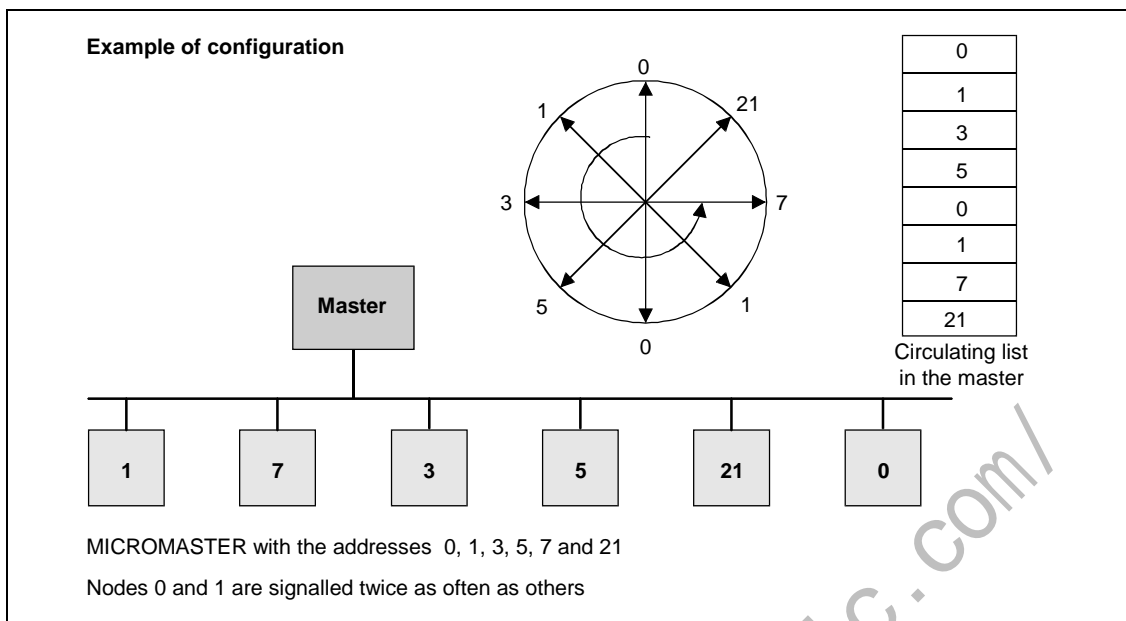 Example of configuration
0
21
7
1
0
5
3
1
0
1
3
5
0
1
7
21
Circulating list
in the master
Master
1 7 3 5 21 0
MICROMASTER with the addresses 0, 1, 3, 5, 7 and 21
Nodes 0 and 1 are signalled twice as often as others
c.com/